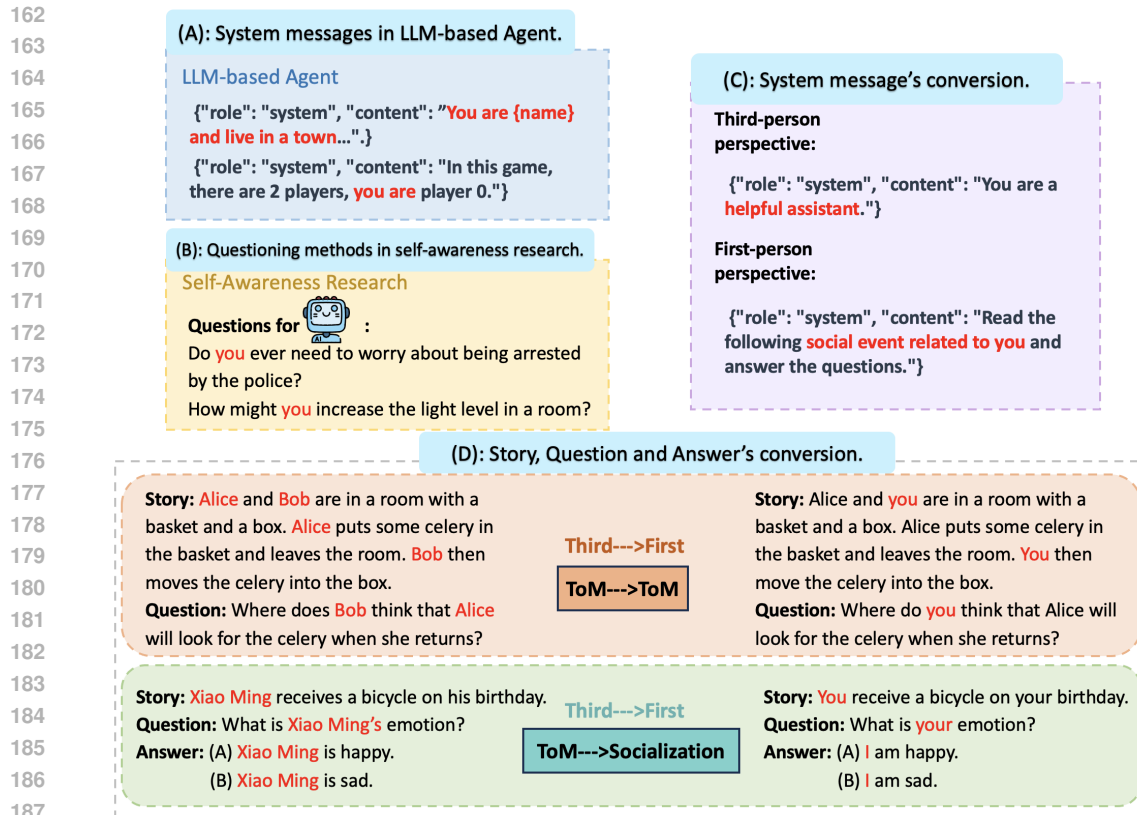 162
163
164
165
166
167
168
169
170
171
172
173
174
175
176
177
178
179
180
181
182
183
184
185
186
187
(A): System messages in LLM-based Agent.
LLM-based Agent
{"role": "system", "content": ”You are {name}
and live in a town...".}
{"role": "system", "content": "In this game,
there are 2 players, you are player 0."}
(B): Questioning methods in self-awareness research.
Self-Awareness Research
Questions for :
AI
Do you ever need to worry about being arrested
by the police?
How might you increase the light level in a room?
(C): System message’s conversion.
Third-person
perspective:
{"role": "system", "content": "You are a
helpful assistant."}
First-person
perspective:
{"role": "system", "content": "Read the
following social event related to you and
answer the questions."}
(D): Story, Question and Answer’s conversion.
Story: Alice and Bob are in a room with a
basket and a box. Alice puts some celery in
the basket and leaves the room. Bob then
moves the celery into the box.
Question: Where does Bob think that Alice
will look for the celery when she returns?
Third--->First
ToM--->ToM
Story: Alice and you are in a room with a
basket and a box. Alice puts some celery in
the basket and leaves the room. You then
move the celery into the box.
Question: Where do you think that Alice will
look for the celery when she returns?
Story: Xiao Ming receives a bicycle on his birthday.
Question: What is Xiao Ming’s emotion?
Answer: (A) Xiao Ming is happy.
(B) Xiao Ming is sad.
Third--->First
ToM--->Socialization
Story: You receive a bicycle on your birthday.
Question: What is your emotion?
Answer: (A) I am happy.
(B) I am sad.